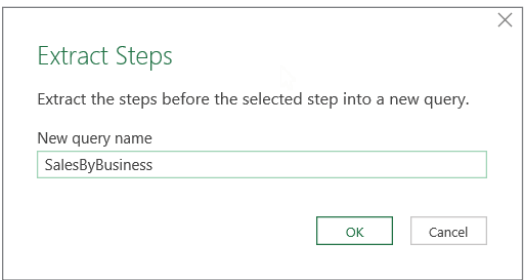 Extract Steps
Extract the steps before the selected step into a new query.
New query name
SalesByBusiness
OK
Cancel